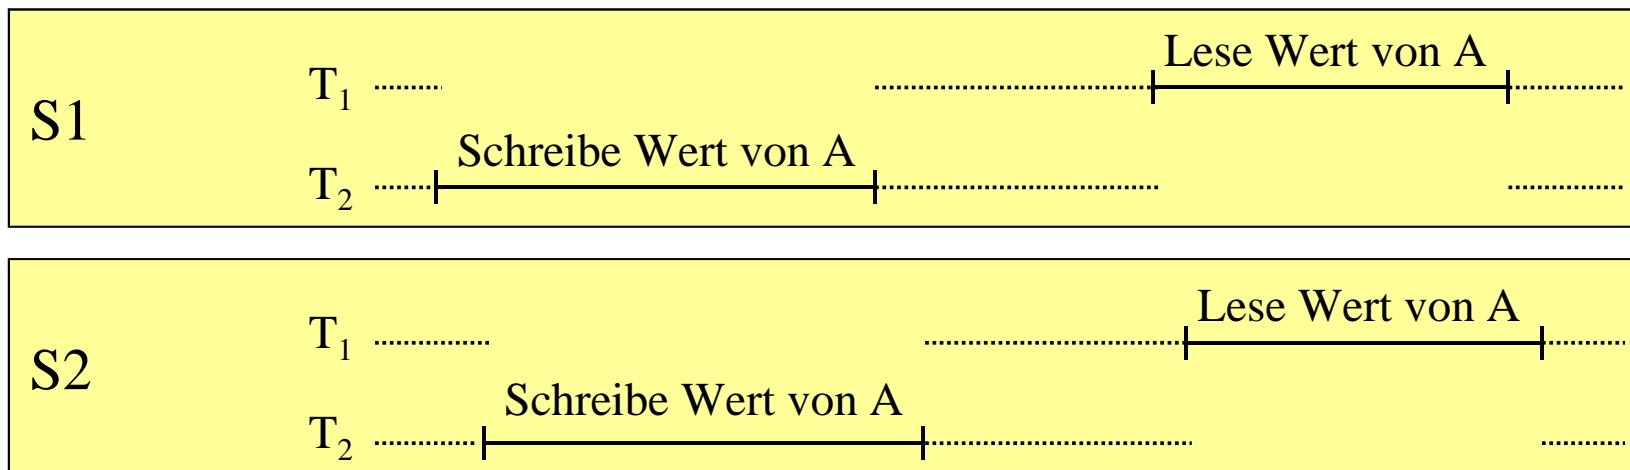 S1
Lese Wert von A
T₁
Schreibe Wert von A
T₂
S2
Lese Wert von A
T₁
Schreibe Wert von A
T₂